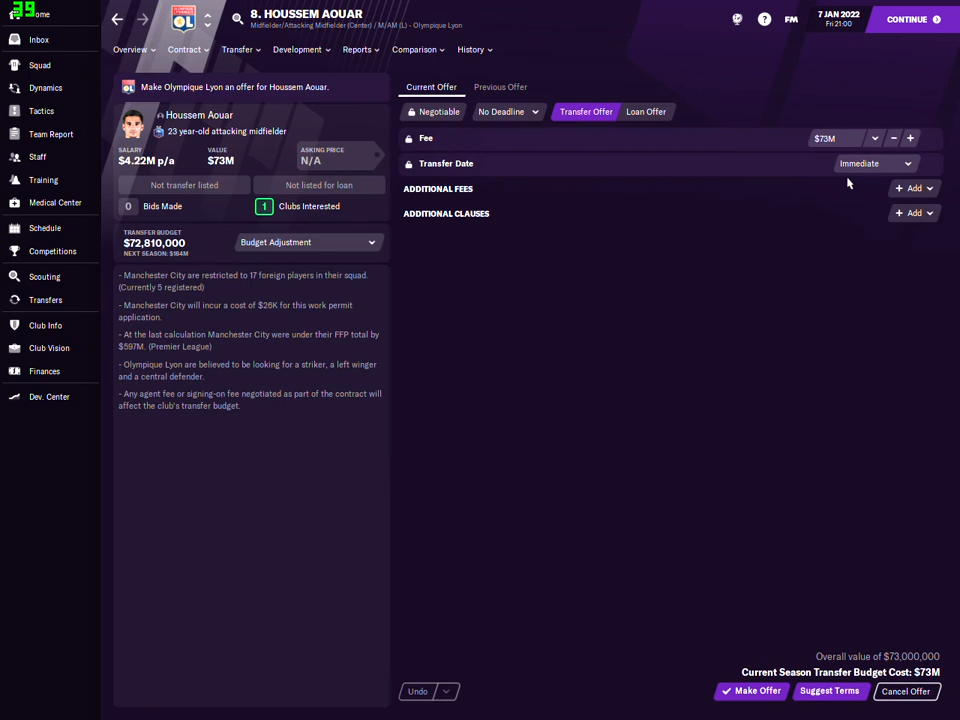 39
ome
8. HOUSSEM AOUAR
Midfielder/Attacking Midfielder (Center) / M/AM (L) - Olympique Lyon
FM
7 JAN 2022
Fri 21:00
CONTINUE
Inbox
Squad
Dynamics
Tactics
Team Report
Staff
Training
Medical Center
Schedule
Competitions
Scouting
Transfers
Club Info
Club Vision
Finances
Dev. Center
Overview
Contract
Transfer
Development
Reports
Comparison
History
Make Olympique Lyon an offer for Houssem Aouar.
Houssem Aouar
23 year-old attacking midfielder
SALARY
$4.22M p/a
VALUE
$73M
ASKING PRICE
N/A
Not transfer listed
Not listed for loan
0 Bids Made
1 Clubs Interested
TRANSFER BUDGET
$72,810,000
NEXT SEASON: $184M
Budget Adjustment
- Manchester City are restricted to 17 foreign players in their squad.
(Currently 5 registered)
- Manchester City will incur a cost of $26K for this work permit
application.
- At the last calculation Manchester City were under their FFP total by
$597M. (Premier League)
- Olympique Lyon are believed to be looking for a striker, a left winger
and a central defender.
- Any agent fee or signing-on fee negotiated as part of the contract will
affect the club's transfer budget.
Current Offer
Previous Offer
Negotiable
No Deadline
Transfer Offer
Loan Offer
Fee
$73M
Transfer Date
Immediate
ADDITIONAL FEES
+ Add
ADDITIONAL CLAUSES
+ Add
Overall value of $73,000,000
Current Season Transfer Budget Cost: $73M
Undo
Make Offer
Suggest Terms
Cancel Offer